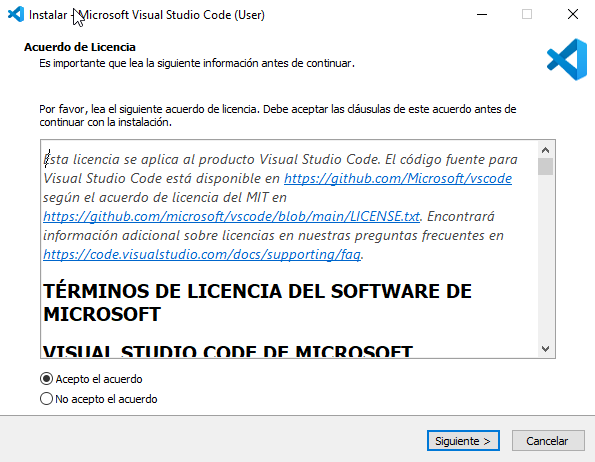 Instalar - Microsoft Visual Studio Code (User)
Acuerdo de Licencia
Es importante que lea la siguiente información antes de continuar.
Por favor, lea el siguiente acuerdo de licencia. Debe aceptar las cláusulas de este acuerdo antes de
continuar con la instalación.
Esta licencia se aplica al producto Visual Studio Code. El código fuente para
Visual Studio Code está disponible en https://github.com/Microsoft/vscode
según el acuerdo de licencia del MIT en
https://github.com/microsoft/vscode/blob/main/LICENSE.txt. Encontrará
información adicional sobre licencias en nuestras preguntas frecuentes en
https://code.visualstudio.com/docs/supporting/faq.
TÉRMINOS DE LICENCIA DEL SOFTWARE DE
MICROSOFT
VISUAL STUDIO CODE DE MICROSOFT
Acepto el acuerdo
No acepto el acuerdo
Siguiente >
Cancelar